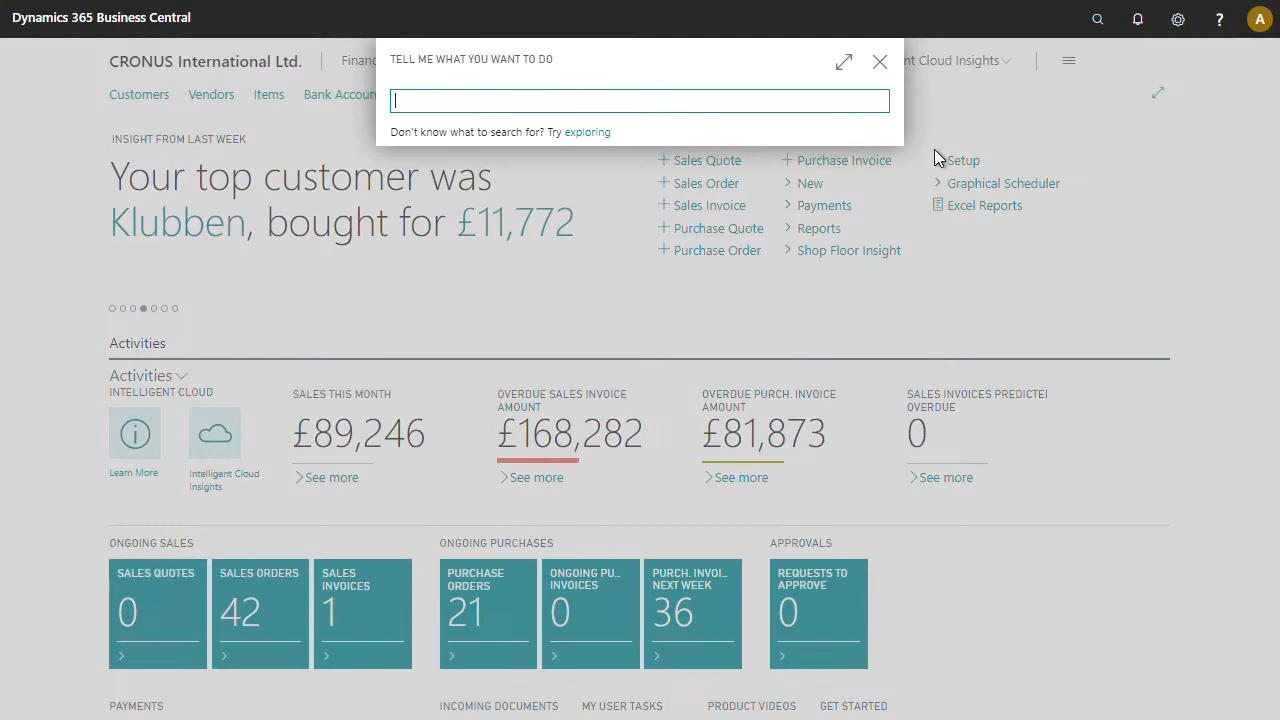 Dynamics 365 Business Central
?
A
CRONUS International Ltd.
TELL ME WHAT YOU WANT TO DO
Cloud Insights
Customers
Vendors
Items
Don't know what to search for? Try exploring
INSIGHT FROM LAST WEEK
Your top customer was
Klubben, bought for £11,772
+ Sales Quote
+ Sales Order
+ Sales Invoice
+ Purchase Quote
+ Purchase Order
+ Purchase Invoice
> New
> Payments
> Reports
> Shop Floor Insight
Setup
> Graphical Scheduler
Excel Reports
Activities
Activities
INTELLIGENT CLOUD
Learn More
Intelligent Cloud
Insights
SALES THIS MONTH
£89,246
>See more
OVERDUE SALES INVOICE
AMOUNT
£168,282
>See more
OVERDUE PURCH. INVOICE
AMOUNT
£81,873
>See more
SALES INVOICES PREDICTEI
OVERDUE
0
>See more
ONGOING SALES
SALES QUOTES
0
>
SALES ORDERS
42
>
SALES
INVOICES
1
>
ONGOING PURCHASES
PURCHASE
ORDERS
21
>
ONGOING PU...
INVOICES
0
>
PURCH. INVOI...
NEXT WEEK
36
>
APPROVALS
REQUESTS TO
APPROVE
0
>
PAYMENTS
INCOMING DOCUMENTS
MY USER TASKS
PRODUCT VIDEOS
GET STARTED